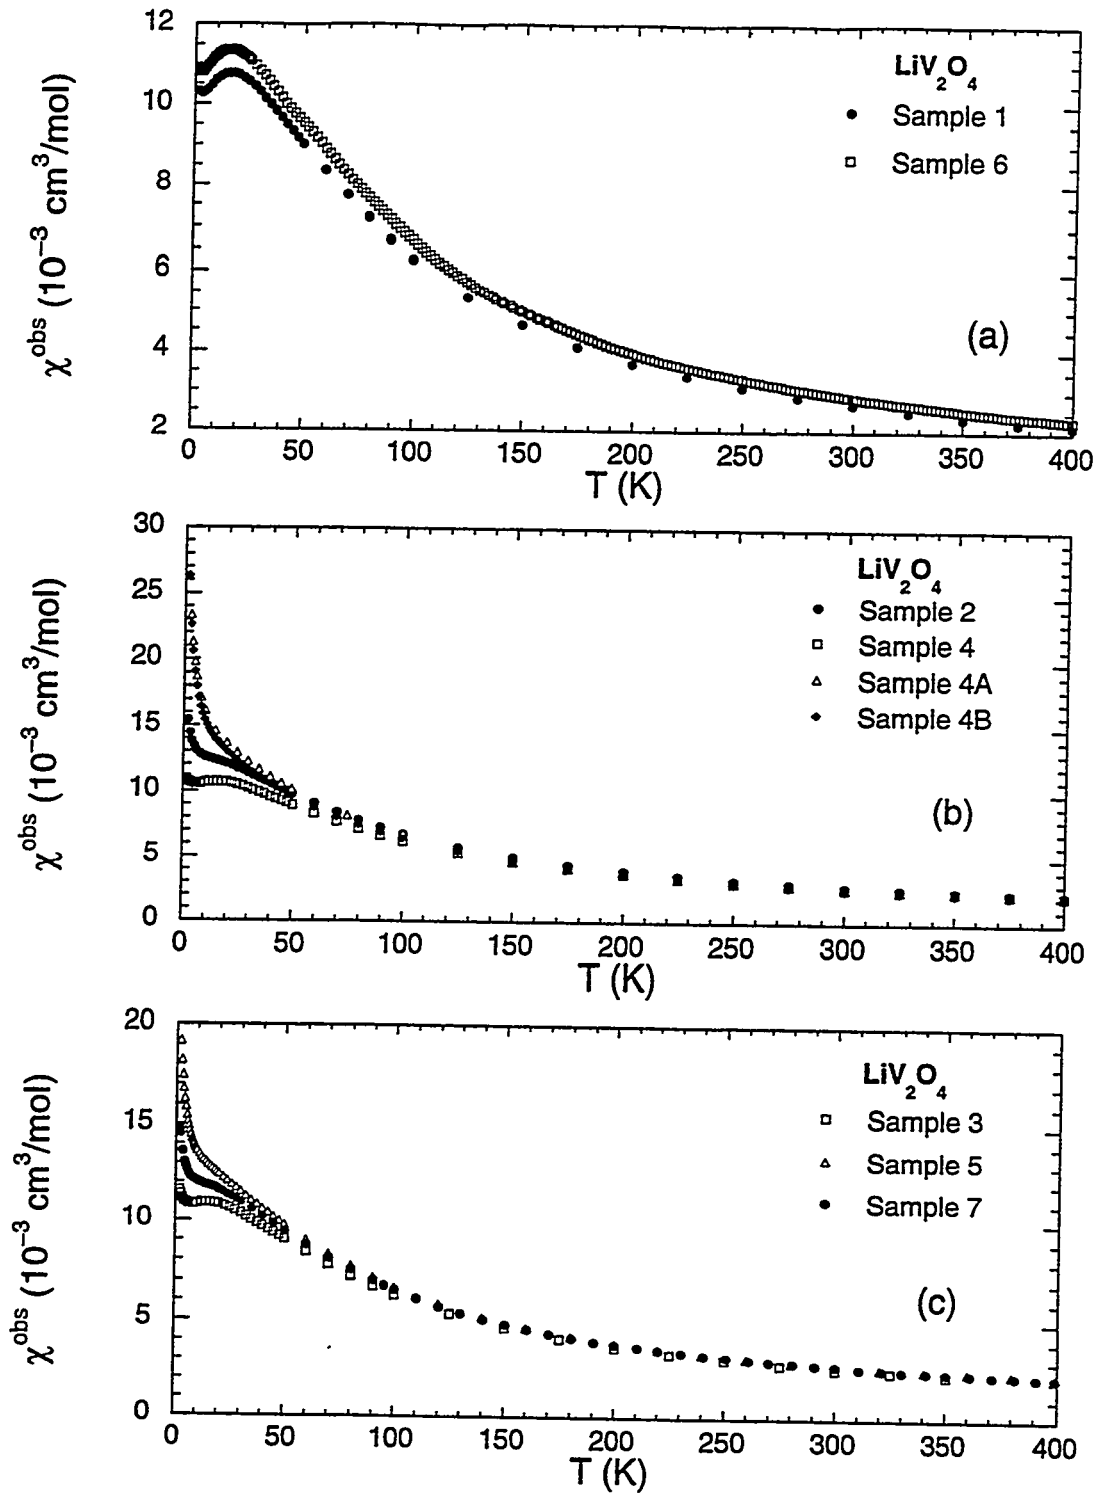 12
10
8
6
4
2
χ^obs (10^−3 cm^3/mol)
LiV_2O_4
Sample 1
Sample 6
(a)
0 50 100 150 200 250 300 350 400
T (K)
30
25
20
15
10
5
0
χ^obs (10^−3 cm^3/mol)
LiV_2O_4
Sample 2
Sample 4
Sample 4A
Sample 4B
(b)
0 50 100 150 200 250 300 350 400
T (K)
20
15
10
5
0
χ^obs (10^−3 cm^3/mol)
LiV_2O_4
Sample 3
Sample 5
Sample 7
(c)
0 50 100 150 200 250 300 350 400
T (K)